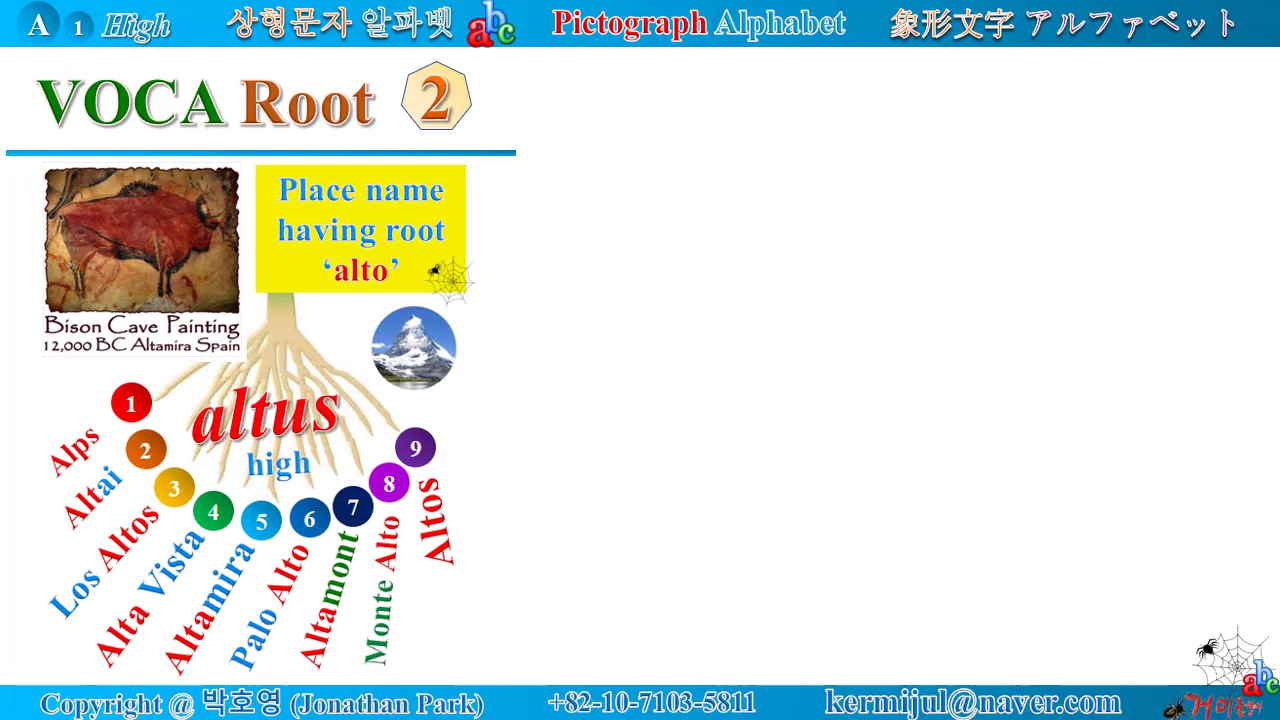 A 1 High 상형문자 알파벳 abc Pictograph Alphabet 象形文字 アルファベット
VOCA Root 2
Place name
having root
‘alto’
Bison Cave Painting
12,000 BC Altamira Spain
altus
high
1 Alps
2 Altai
3 Los Altos
4 Alta Vista
5 Altamira
6 Palo Alto
7 Altamont
8 Monte Alto
9 Altos
abc
Copyright @ 박호영 (Jonathan Park) +82-10-7103-5811 kermijul@naver.com